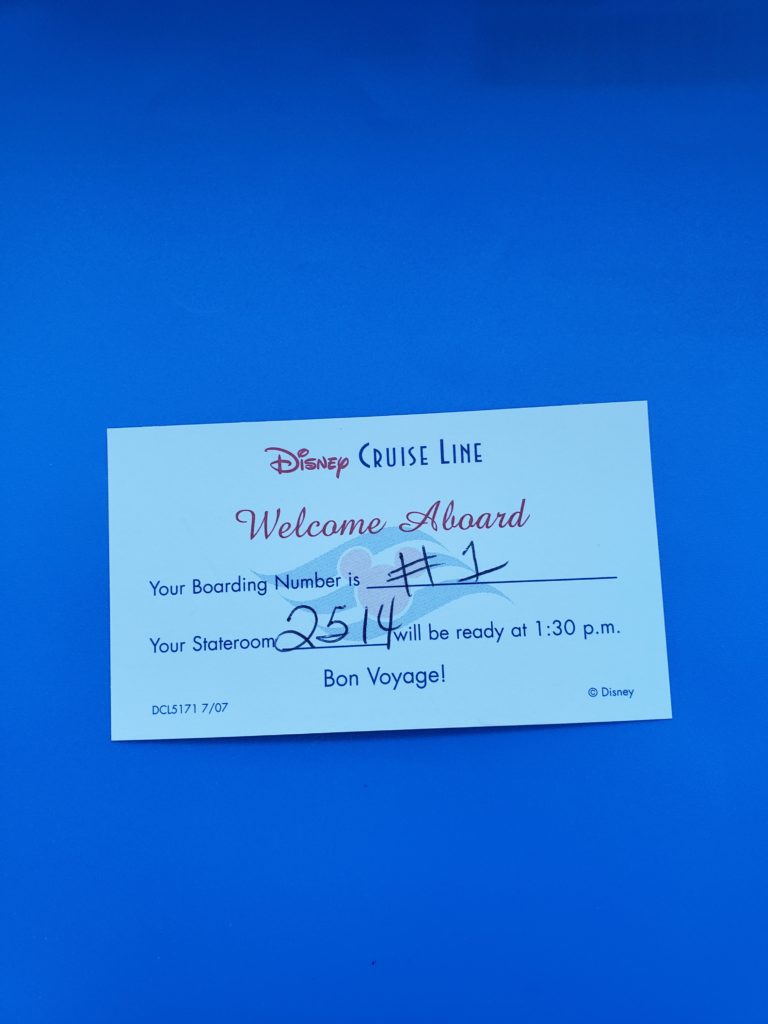 Disney Cruise Line
Welcome Aboard
Your Boarding Number is #1
Your Stateroom 2514 will be ready at 1:30 p.m.
Bon Voyage!
DCL5171 7/07 © Disney